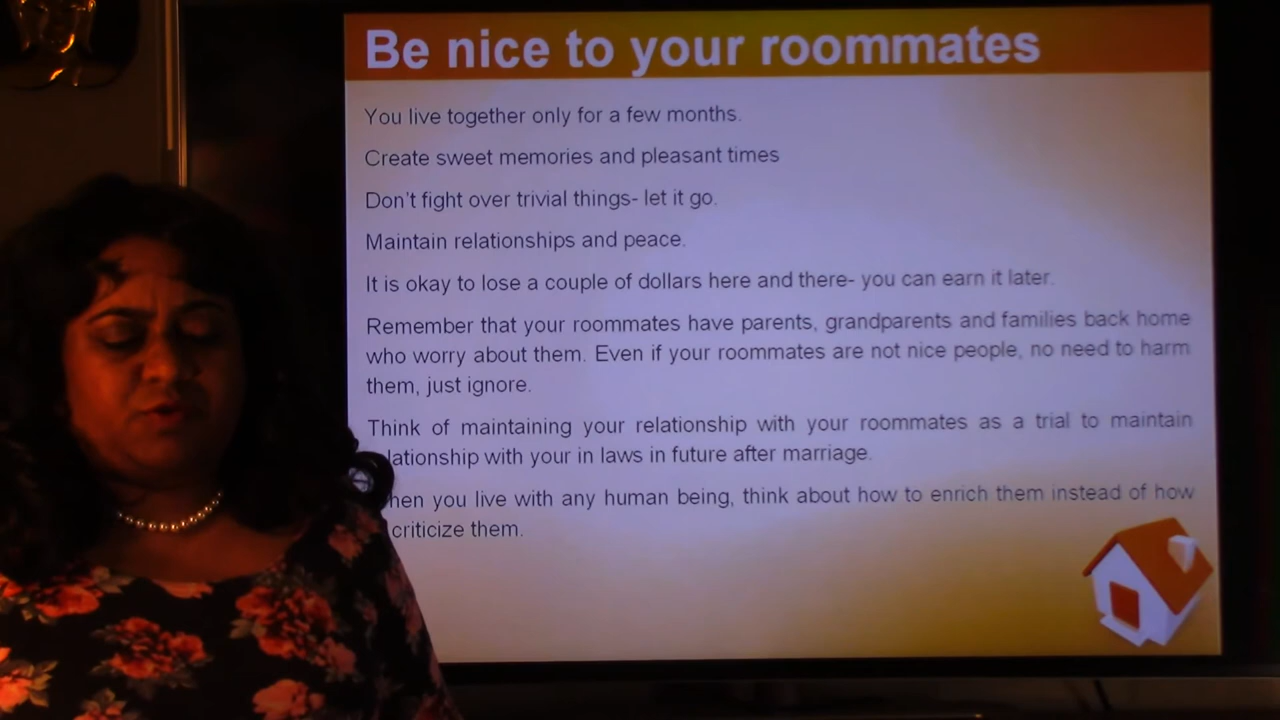 Be nice to your roommates
You live together only for a few months.
Create sweet memories and pleasant times
Don't fight over trivial things- let it go.
Maintain relationships and peace.
It is okay to lose a couple of dollars here and there- you can earn it later.
Remember that your roommates have parents, grandparents and families back home
who worry about them. Even if your roommates are not nice people, no need to harm
them, just ignore.
Think of maintaining your relationship with your roommates as a trial to maintain
lationship with your in laws in future after marriage.
hen you live with any human being, think about how to enrich them instead of how
criticize them.